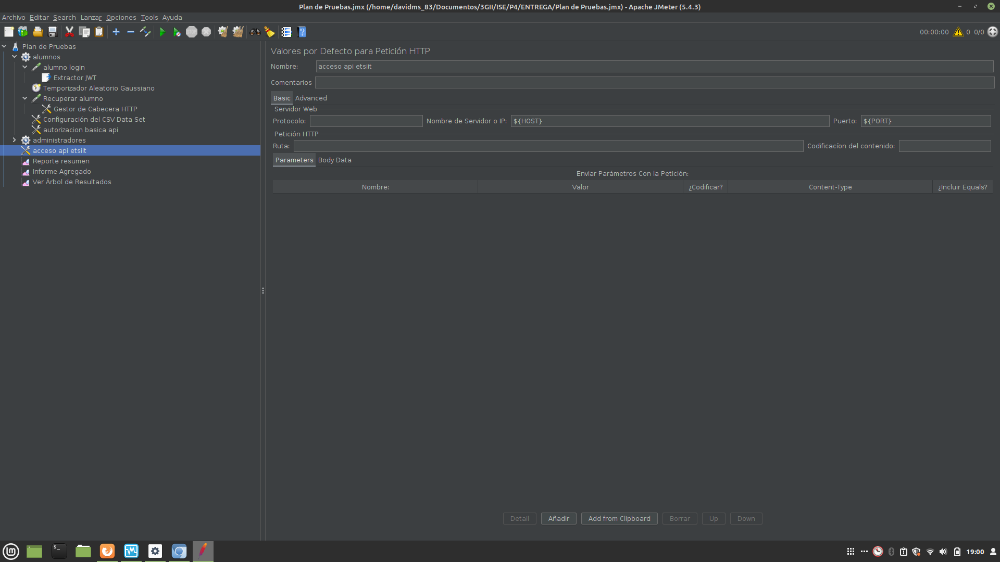 Plan de Pruebas.jmx (/home/davidms_83/Documentos/3GII/ISE/P4/ENTREGA/Plan de Pruebas.jmx) - Apache JMeter (5.4.3)
Archivo Editar Search Lanzar Opciones Tools Ayuda
00:00:00 0 0/0
Plan de Pruebas
alumnos
alumno login
Extractor JWT
Temporizador Aleatorio Gaussiano
Recuperar alumno
Gestor de Cabecera HTTP
Configuración del CSV Data Set
autorizacion basica api
administradores
acceso api etsiit
Reporte resumen
Informe Agregado
Ver Árbol de Resultados
Valores por Defecto para Petición HTTP
Nombre: acceso api etsiit
Comentarios
Basic Advanced
Servidor Web
Protocolo: Nombre de Servidor o IP: ${HOST} Puerto: ${PORT}
Petición HTTP
Ruta: Codificacíon del contenido:
Parameters Body Data
Enviar Parámetros Con la Petición:
Nombre: Valor ¿Codificar? Content-Type ¿Incluir Equals?
Detail Añadir Add from Clipboard Borrar Up Down
19:00